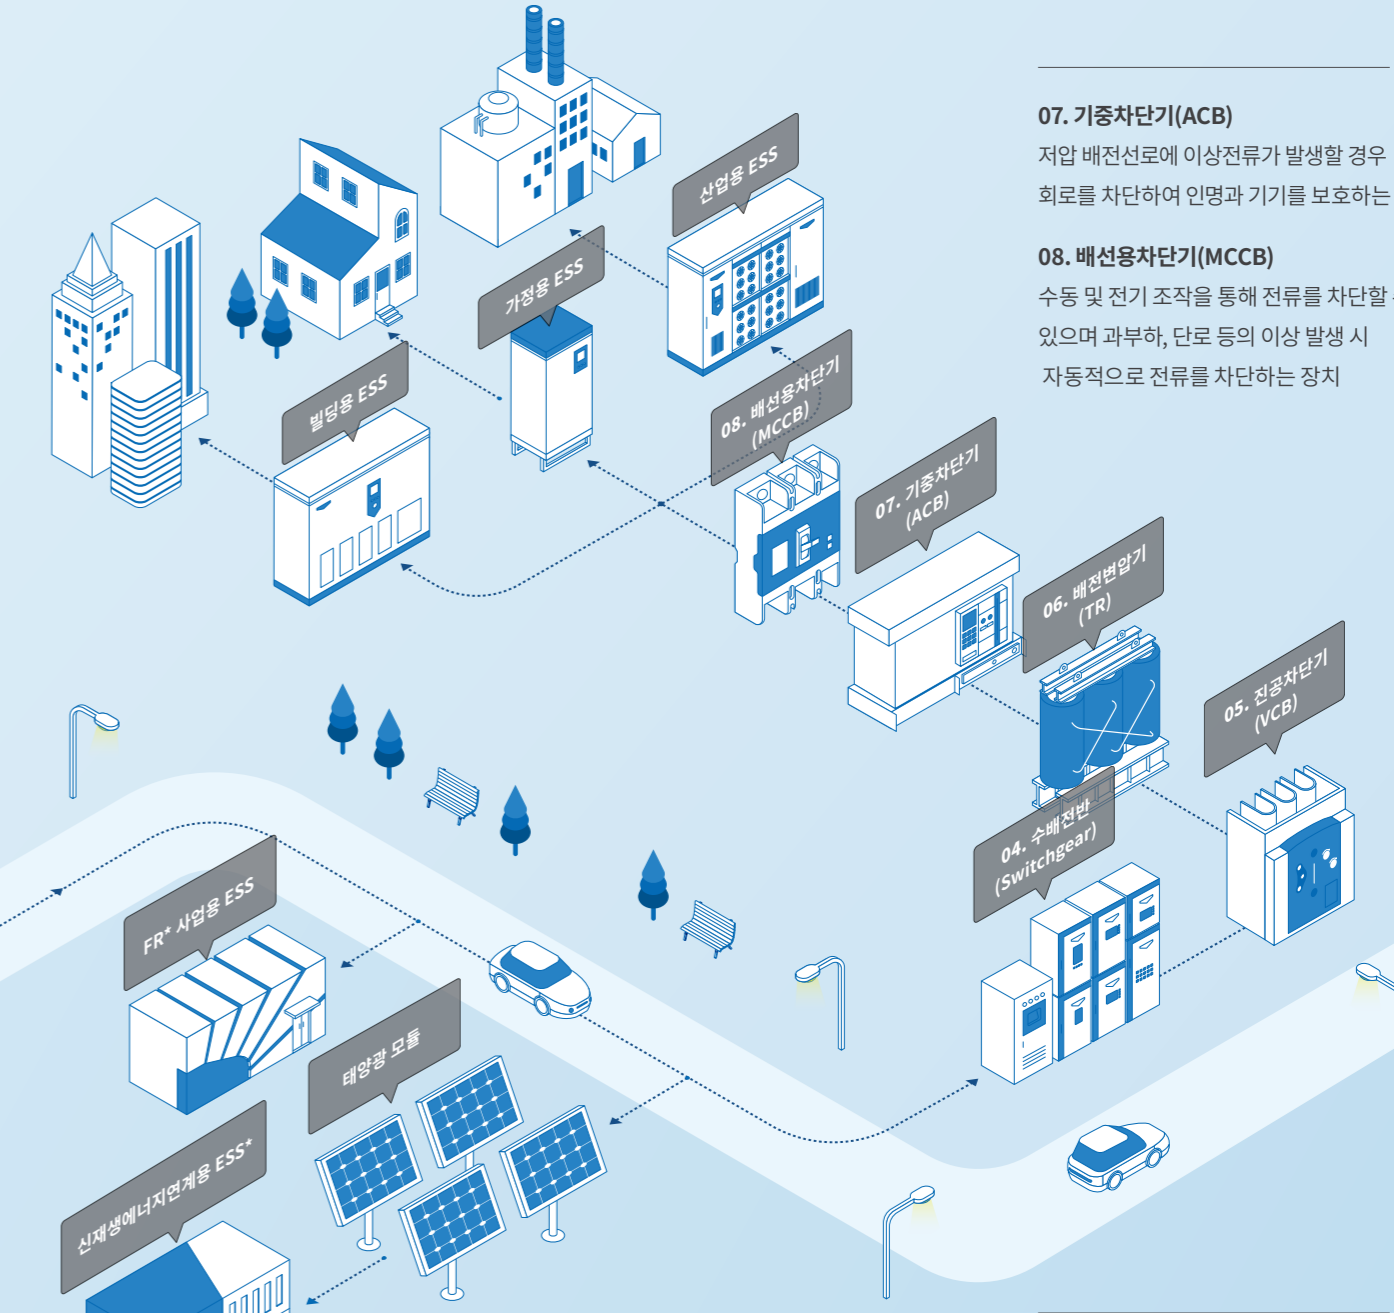 07. 기중차단기(ACB)
저압 배전선로에 이상전류가 발생할 경우
회로를 차단하여 인명과 기기를 보호하는
08. 배선용차단기(MCCB)
수동 및 전기 조작을 통해 전류를 차단할
있으며 과부하, 단로 등의 이상 발생 시
자동적으로 전류를 차단하는 장치
산업용 ESS
가정용 ESS
빌딩용 ESS
08. 배선용차단기
(MCCB)
07. 기중차단기
(ACB)
06. 배전변압기
(TR)
05. 진공차단기
(VCB)
04. 수배전반
(Switchgear)
FR* 사업용 ESS
태양광 모듈
신재생에너지연계용 ESS*